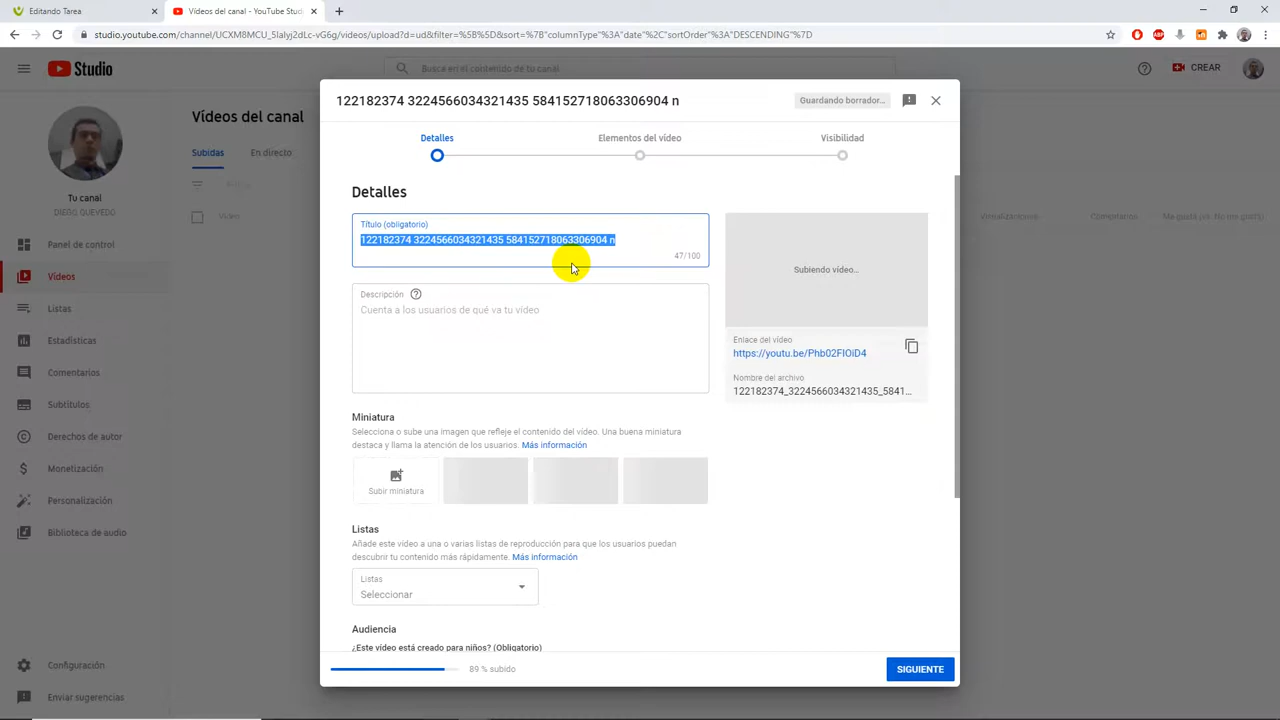 Editando Tarea
Vídeos del canal - YouTube Stud
studio.youtube.com/channel/UCXM8MCU_5Ialyj2dLc-vG6g/videos/upload?d=ud&filter=%5B%5D&sort=%7B"columnType"%3A"date"%2C"sortOrder"%3A"DESCENDING"%7D
Studio
Busca en el contenido de tu canal
CREAR
Tu canal
DIEGO QUEVEDO
Panel de control
Vídeos
Listas
Estadísticas
Comentarios
Subtítulos
Derechos de autor
Monetización
Personalización
Biblioteca de audio
Configuración
Enviar sugerencias
Vídeos del canal
Subidas
En directo
Vídeo
Visualizaciones
Comentarios
122182374 3224566034321435 584152718063306904 n
Guardando borrador...
Detalles
Elementos del vídeo
Visibilidad
Detalles
Título (obligatorio)
122182374 3224566034321435 584152718063306904 n
47/100
Descripción
Cuenta a los usuarios de qué va tu vídeo
Subiendo vídeo...
Enlace del vídeo
https://youtu.be/Phb02FIOiD4
Nombre del archivo
122182374_3224566034321435_5841...
Miniatura
Selecciona o sube una imagen que refleje el contenido del vídeo. Una buena miniatura
destaca y llama la atención de los usuarios. Más información
Subir miniatura
Listas
Añade este vídeo a una o varias listas de reproducción para que los usuarios puedan
descubrir tu contenido más rápidamente. Más información
Listas
Seleccionar
Audiencia
¿Este vídeo está creado para niños? (Obligatorio)
89 % subido
SIGUIENTE